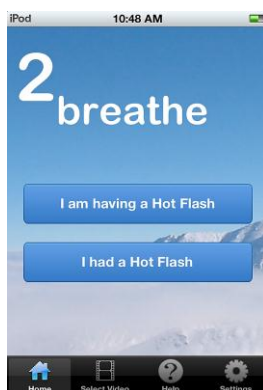 iPod 10:48 AM
2
breathe
I am having a Hot Flash
I had a Hot Flash
Home Select Video Help Settings